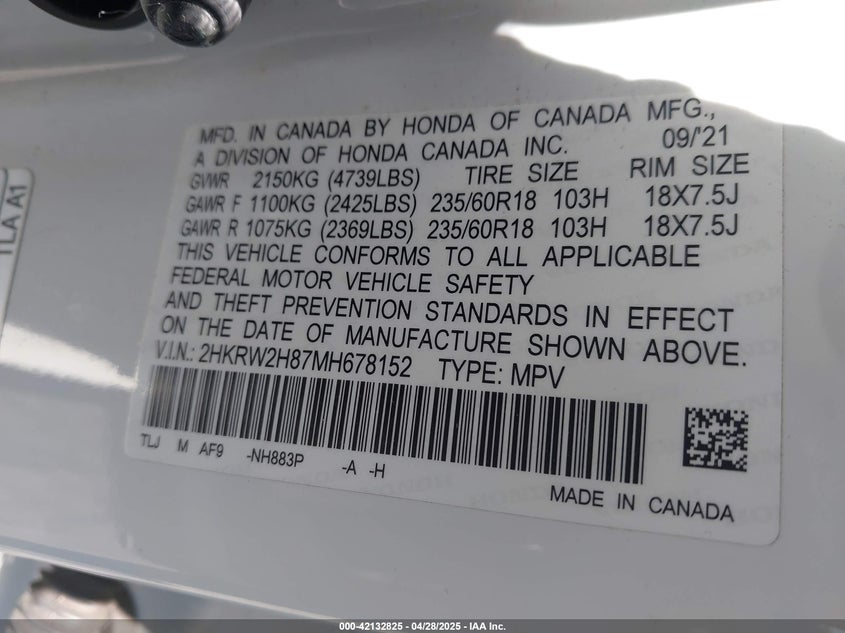 MFD. IN CANADA BY HONDA OF CANADA MFG.,
A DIVISION OF HONDA CANADA INC. 09/'21
GVWR 2150KG (4739LBS) TIRE SIZE RIM SIZE
GAWR F 1100KG (2425LBS) 235/60R18 103H 18X7.5J
GAWR R 1075KG (2369LBS) 235/60R18 103H 18X7.5J
THIS VEHICLE CONFORMS TO ALL APPLICABLE
FEDERAL MOTOR VEHICLE SAFETY
AND THEFT PREVENTION STANDARDS IN EFFECT
ON THE DATE OF MANUFACTURE SHOWN ABOVE.
V.I.N.: 2HKRW2H87MH678152 TYPE: MPV
TLJ M AF9 -NH883P -A -H
MADE IN CANADA
TLA A1
000-42132825 - 04/28/2025 - IAA Inc.